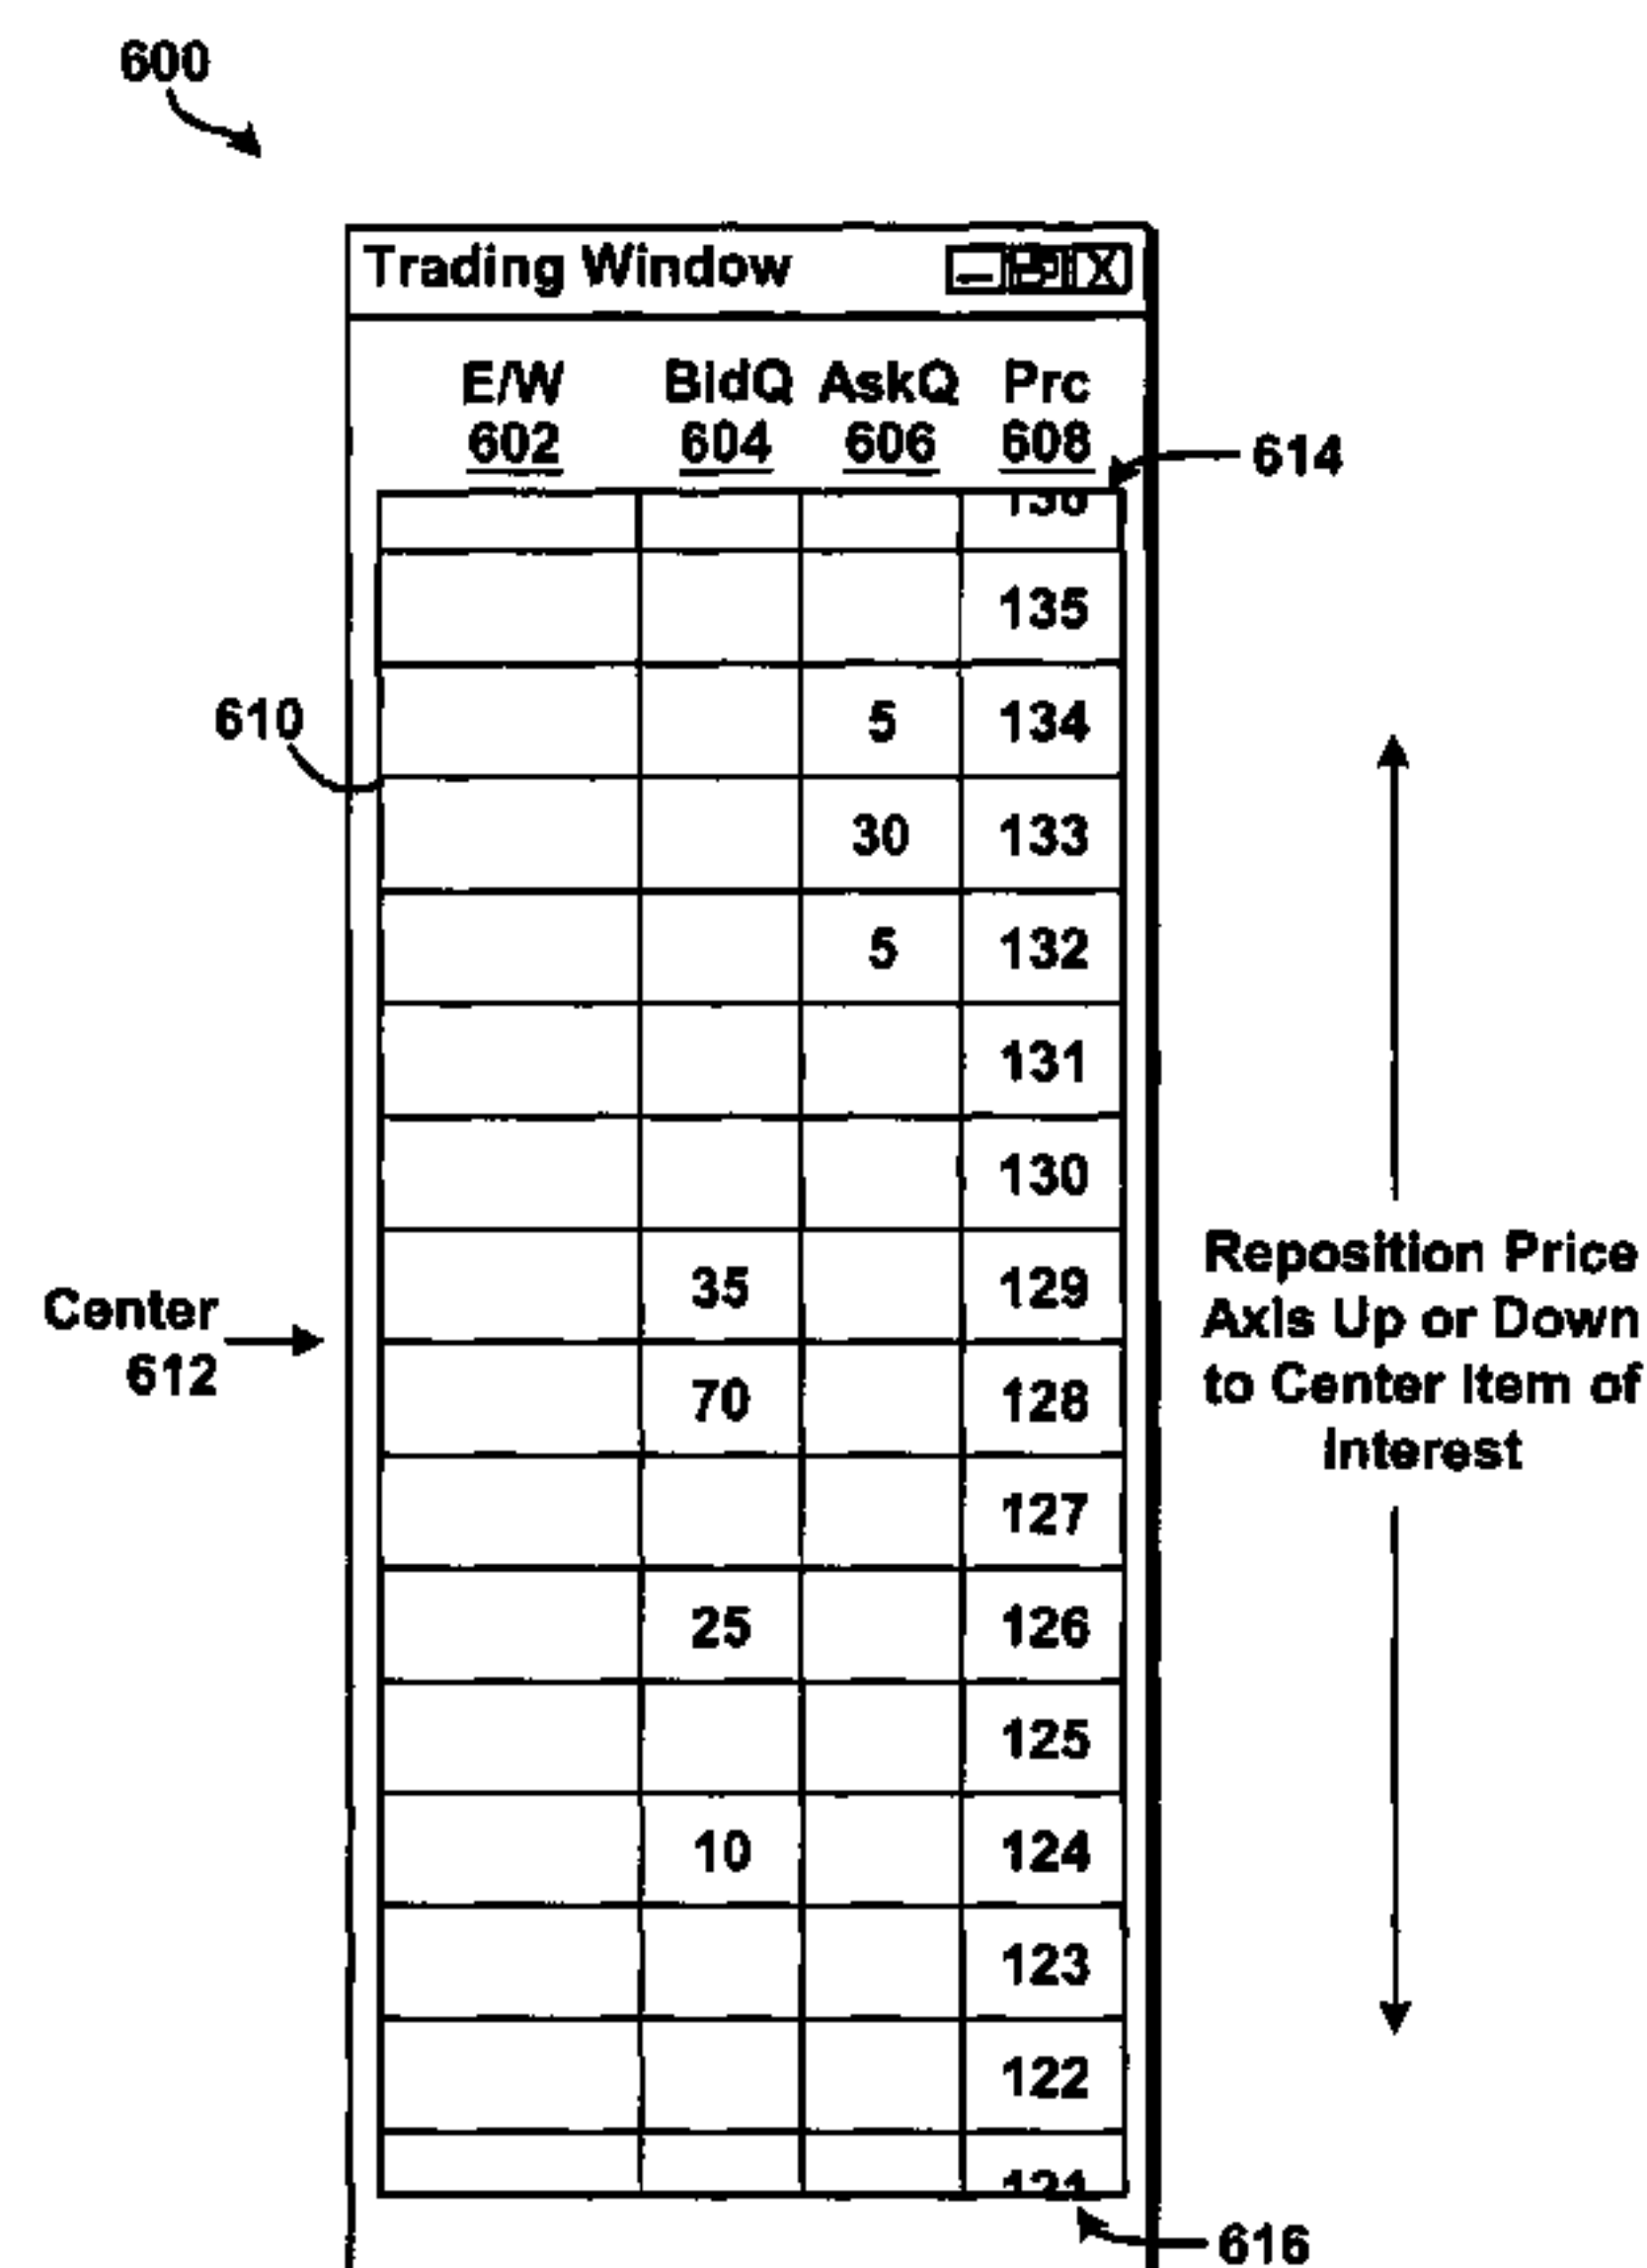 600
Trading Window
E/W BidQ AskQ Prc
602 604 606 608
614
136
135
610
5 134
30 133
5 132
131
130
35 129
Center
612
70 128
Reposition Price
Axis Up or Down
to Center Item of
Interest
127
25 126
125
10 124
123
122
121
616